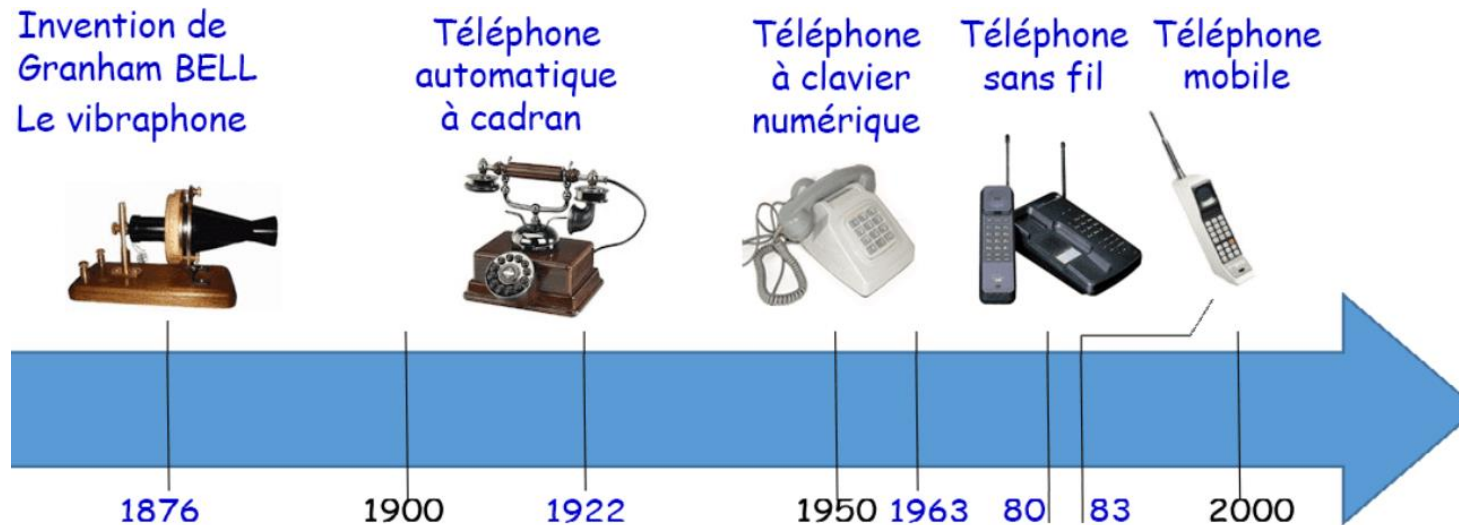 Invention de
Granham BELL
Le vibraphone
Téléphone
automatique
à cadran
Téléphone
à clavier
numérique
Téléphone
sans fil
Téléphone
mobile
1876
1900
1922
1950
1963
80
83
2000